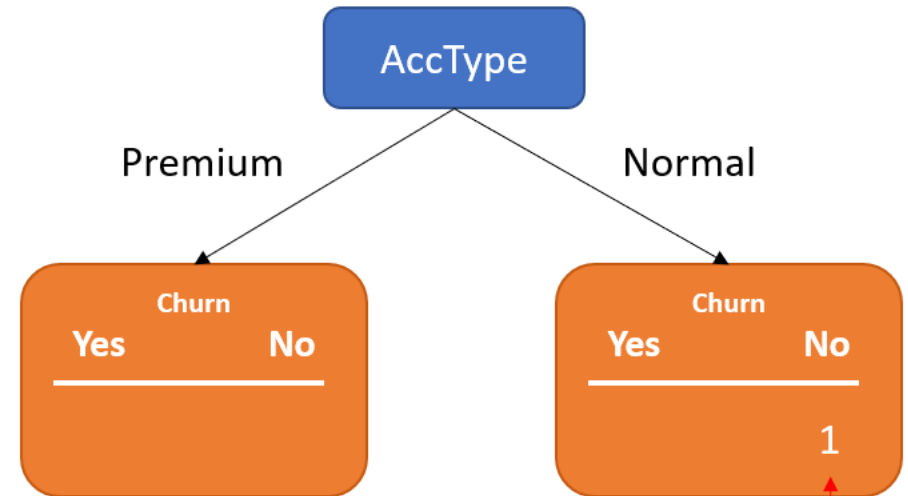 AccType
Premium Normal
Churn Churn
Yes No Yes No
1